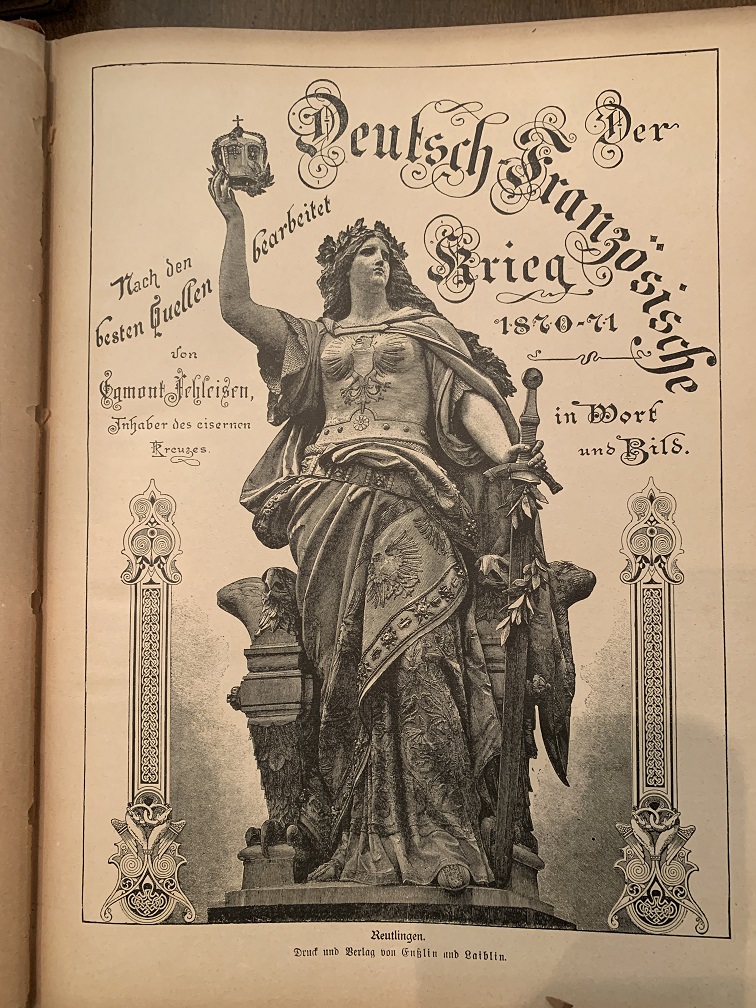 Der
Deutsch-Französische
Krieg
1870-71
in Wort
und Bild.
Nach den
besten Quellen
bearbeitet
von
Egmont Fehleisen,
Inhaber des eisernen
Kreuzes.
Reutlingen.
Druck und Verlag von Enßlin und Laiblin.